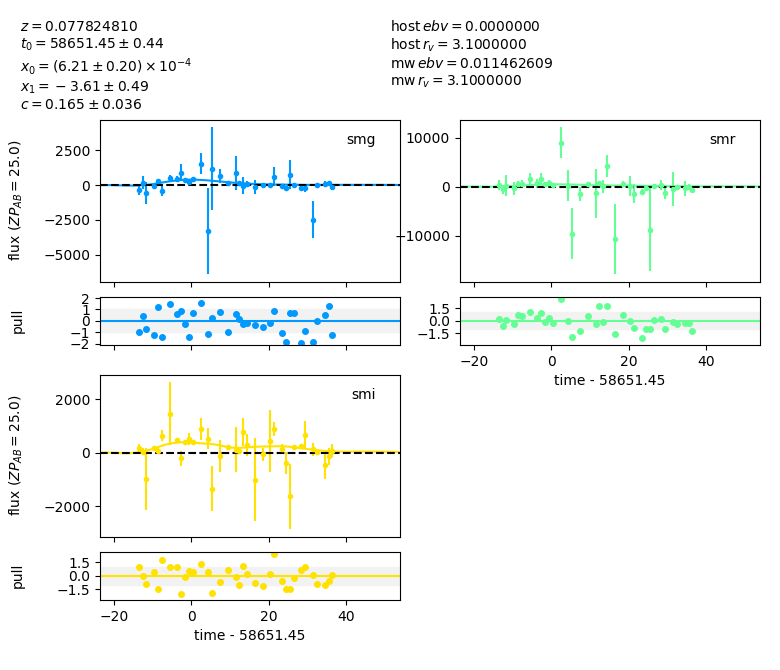 z = 0.077824810
t₀ = 58651.45 ± 0.44
x₀ = (6.21 ± 0.20) × 10⁻⁴
x₁ = −3.61 ± 0.49
c = 0.165 ± 0.036
host ebv = 0.0000000
host r_v = 3.1000000
mw ebv = 0.011462609
mw r_v = 3.1000000
smg
flux (ZP_AB = 25.0)
2500
0
−2500
−5000
pull
2
1
0
−1
−2
smr
10000
0
−10000
1.5
0.0
−1.5
−20 0 20 40
time - 58651.45
smi
flux (ZP_AB = 25.0)
2000
0
−2000
pull
1.5
0.0
−1.5
−20 0 20 40
time - 58651.45